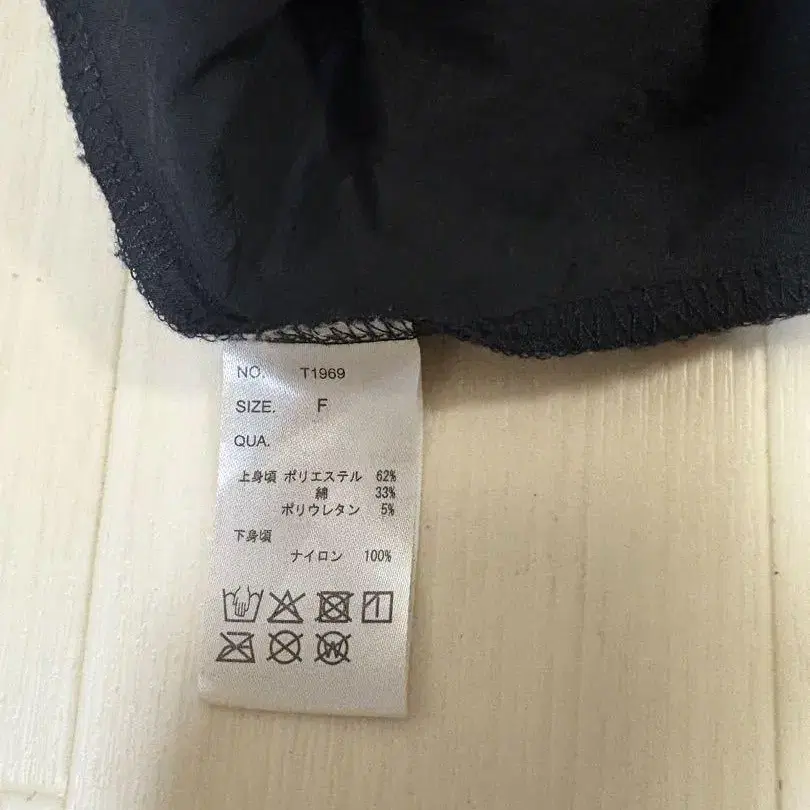 NO. T1969
SIZE. F
QUA.
上身頃 ポリエステル 62%
綿 33%
ポリウレタン 5%
下身頃
ナイロン 100%